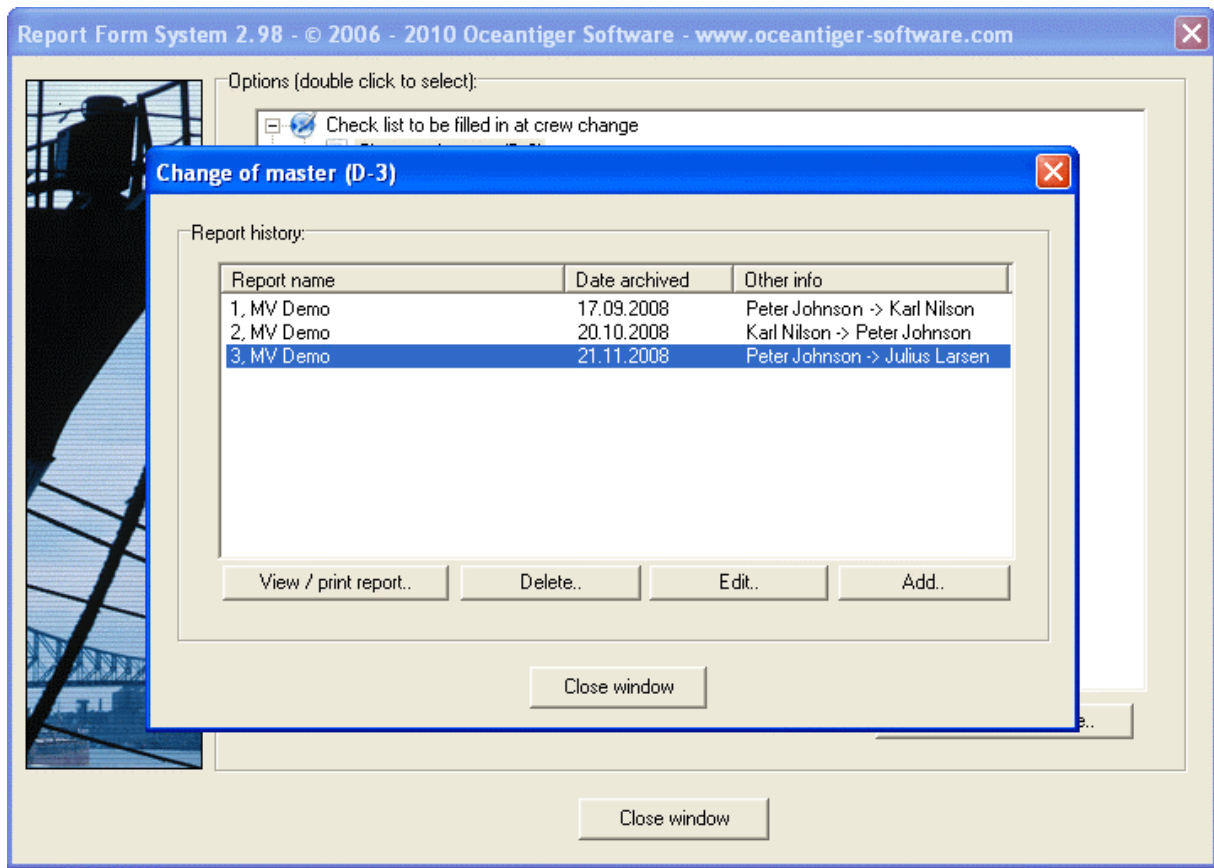 Report Form System 2.98 - © 2006 - 2010 Oceantiger Software - www.oceantiger-software.com
Options (double click to select):
Check list to be filled in at crew change
Change of master (D-3)
Report history:
Report name Date archived Other info
1, MV Demo 17.09.2008 Peter Johnson -> Karl Nilson
2, MV Demo 20.10.2008 Karl Nilson -> Peter Johnson
3, MV Demo 21.11.2008 Peter Johnson -> Julius Larsen
View / print report.. Delete.. Edit.. Add..
Close window
Close window